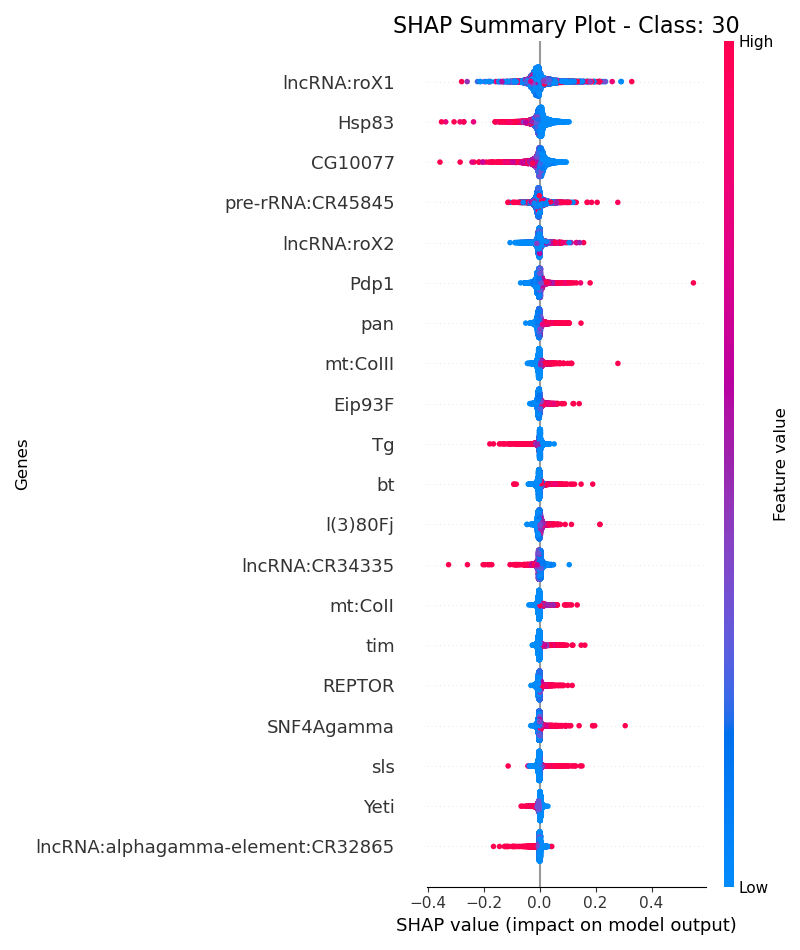 SHAP Summary Plot - Class: 30
High
lncRNA:roX1
Hsp83
CG10077
pre-rRNA:CR45845
lncRNA:roX2
Pdp1
pan
mt:CoIII
Eip93F
Tg
bt
l(3)80Fj
lncRNA:CR34335
mt:CoII
tim
REPTOR
SNF4Agamma
sls
Yeti
lncRNA:alphagamma-element:CR32865
Genes
Feature value
Low
−0.4 −0.2 0.0 0.2 0.4
SHAP value (impact on model output)